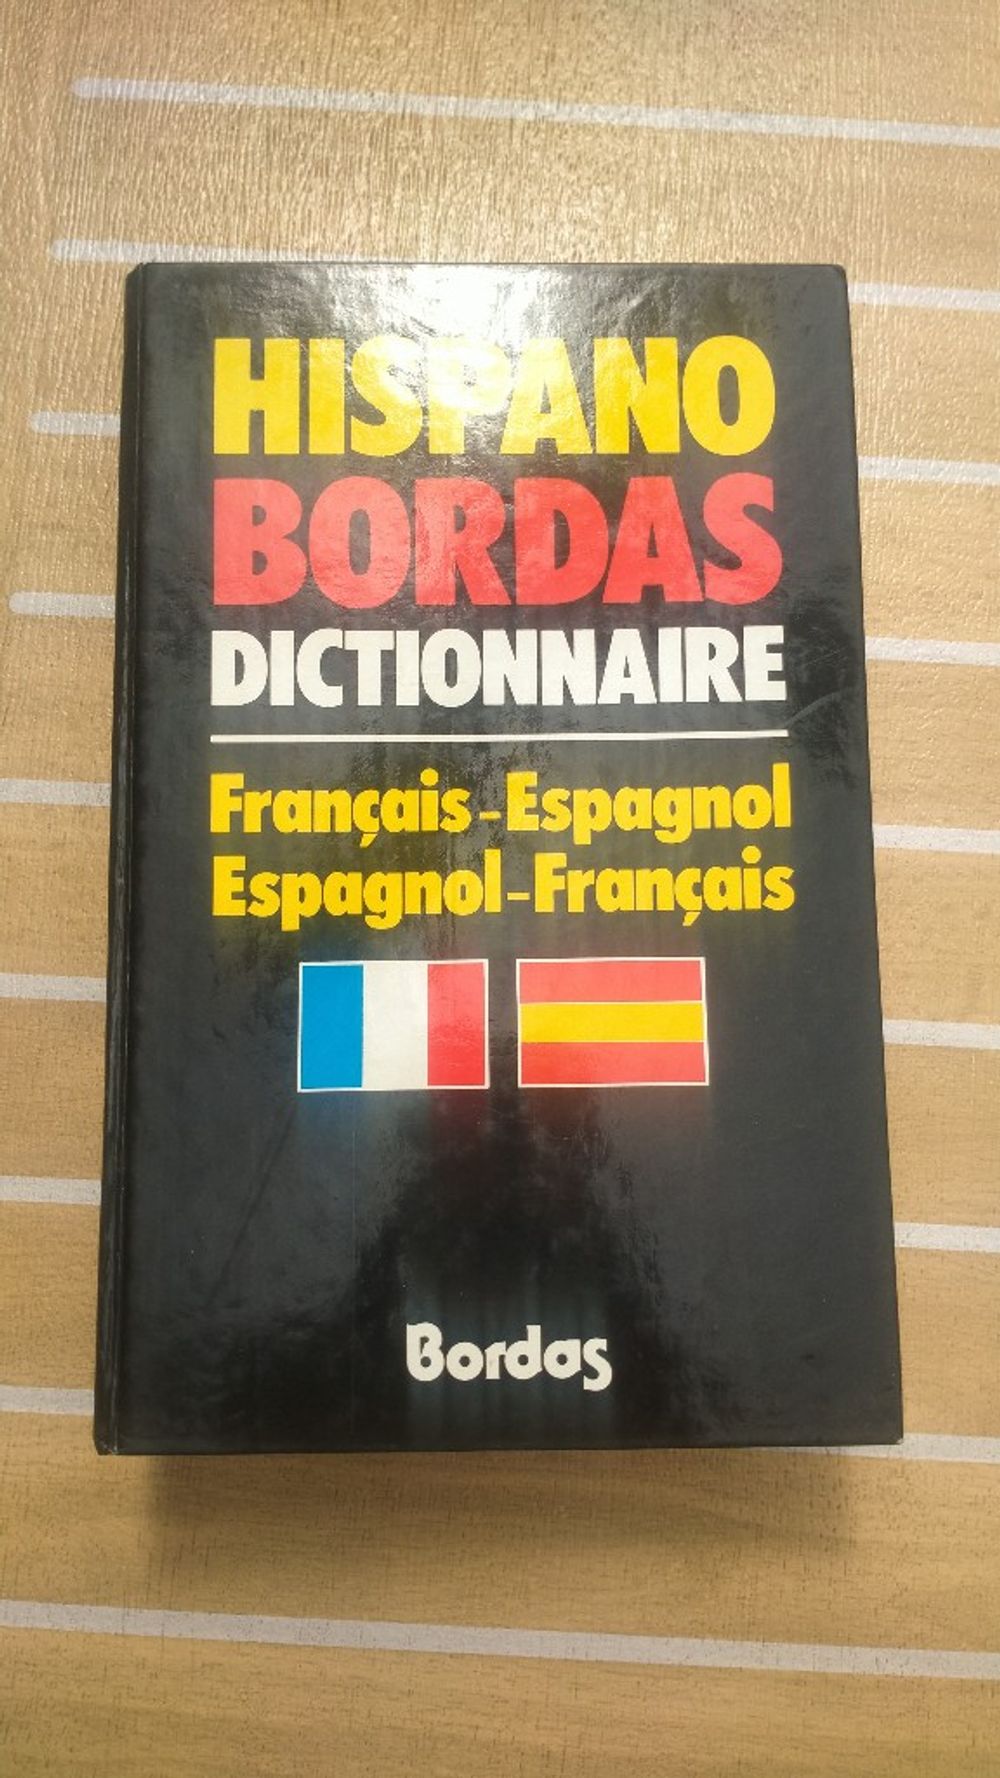 HISPANO
BORDAS
DICTIONNAIRE
Français-Espagnol
Espagnol-Français
Bordas